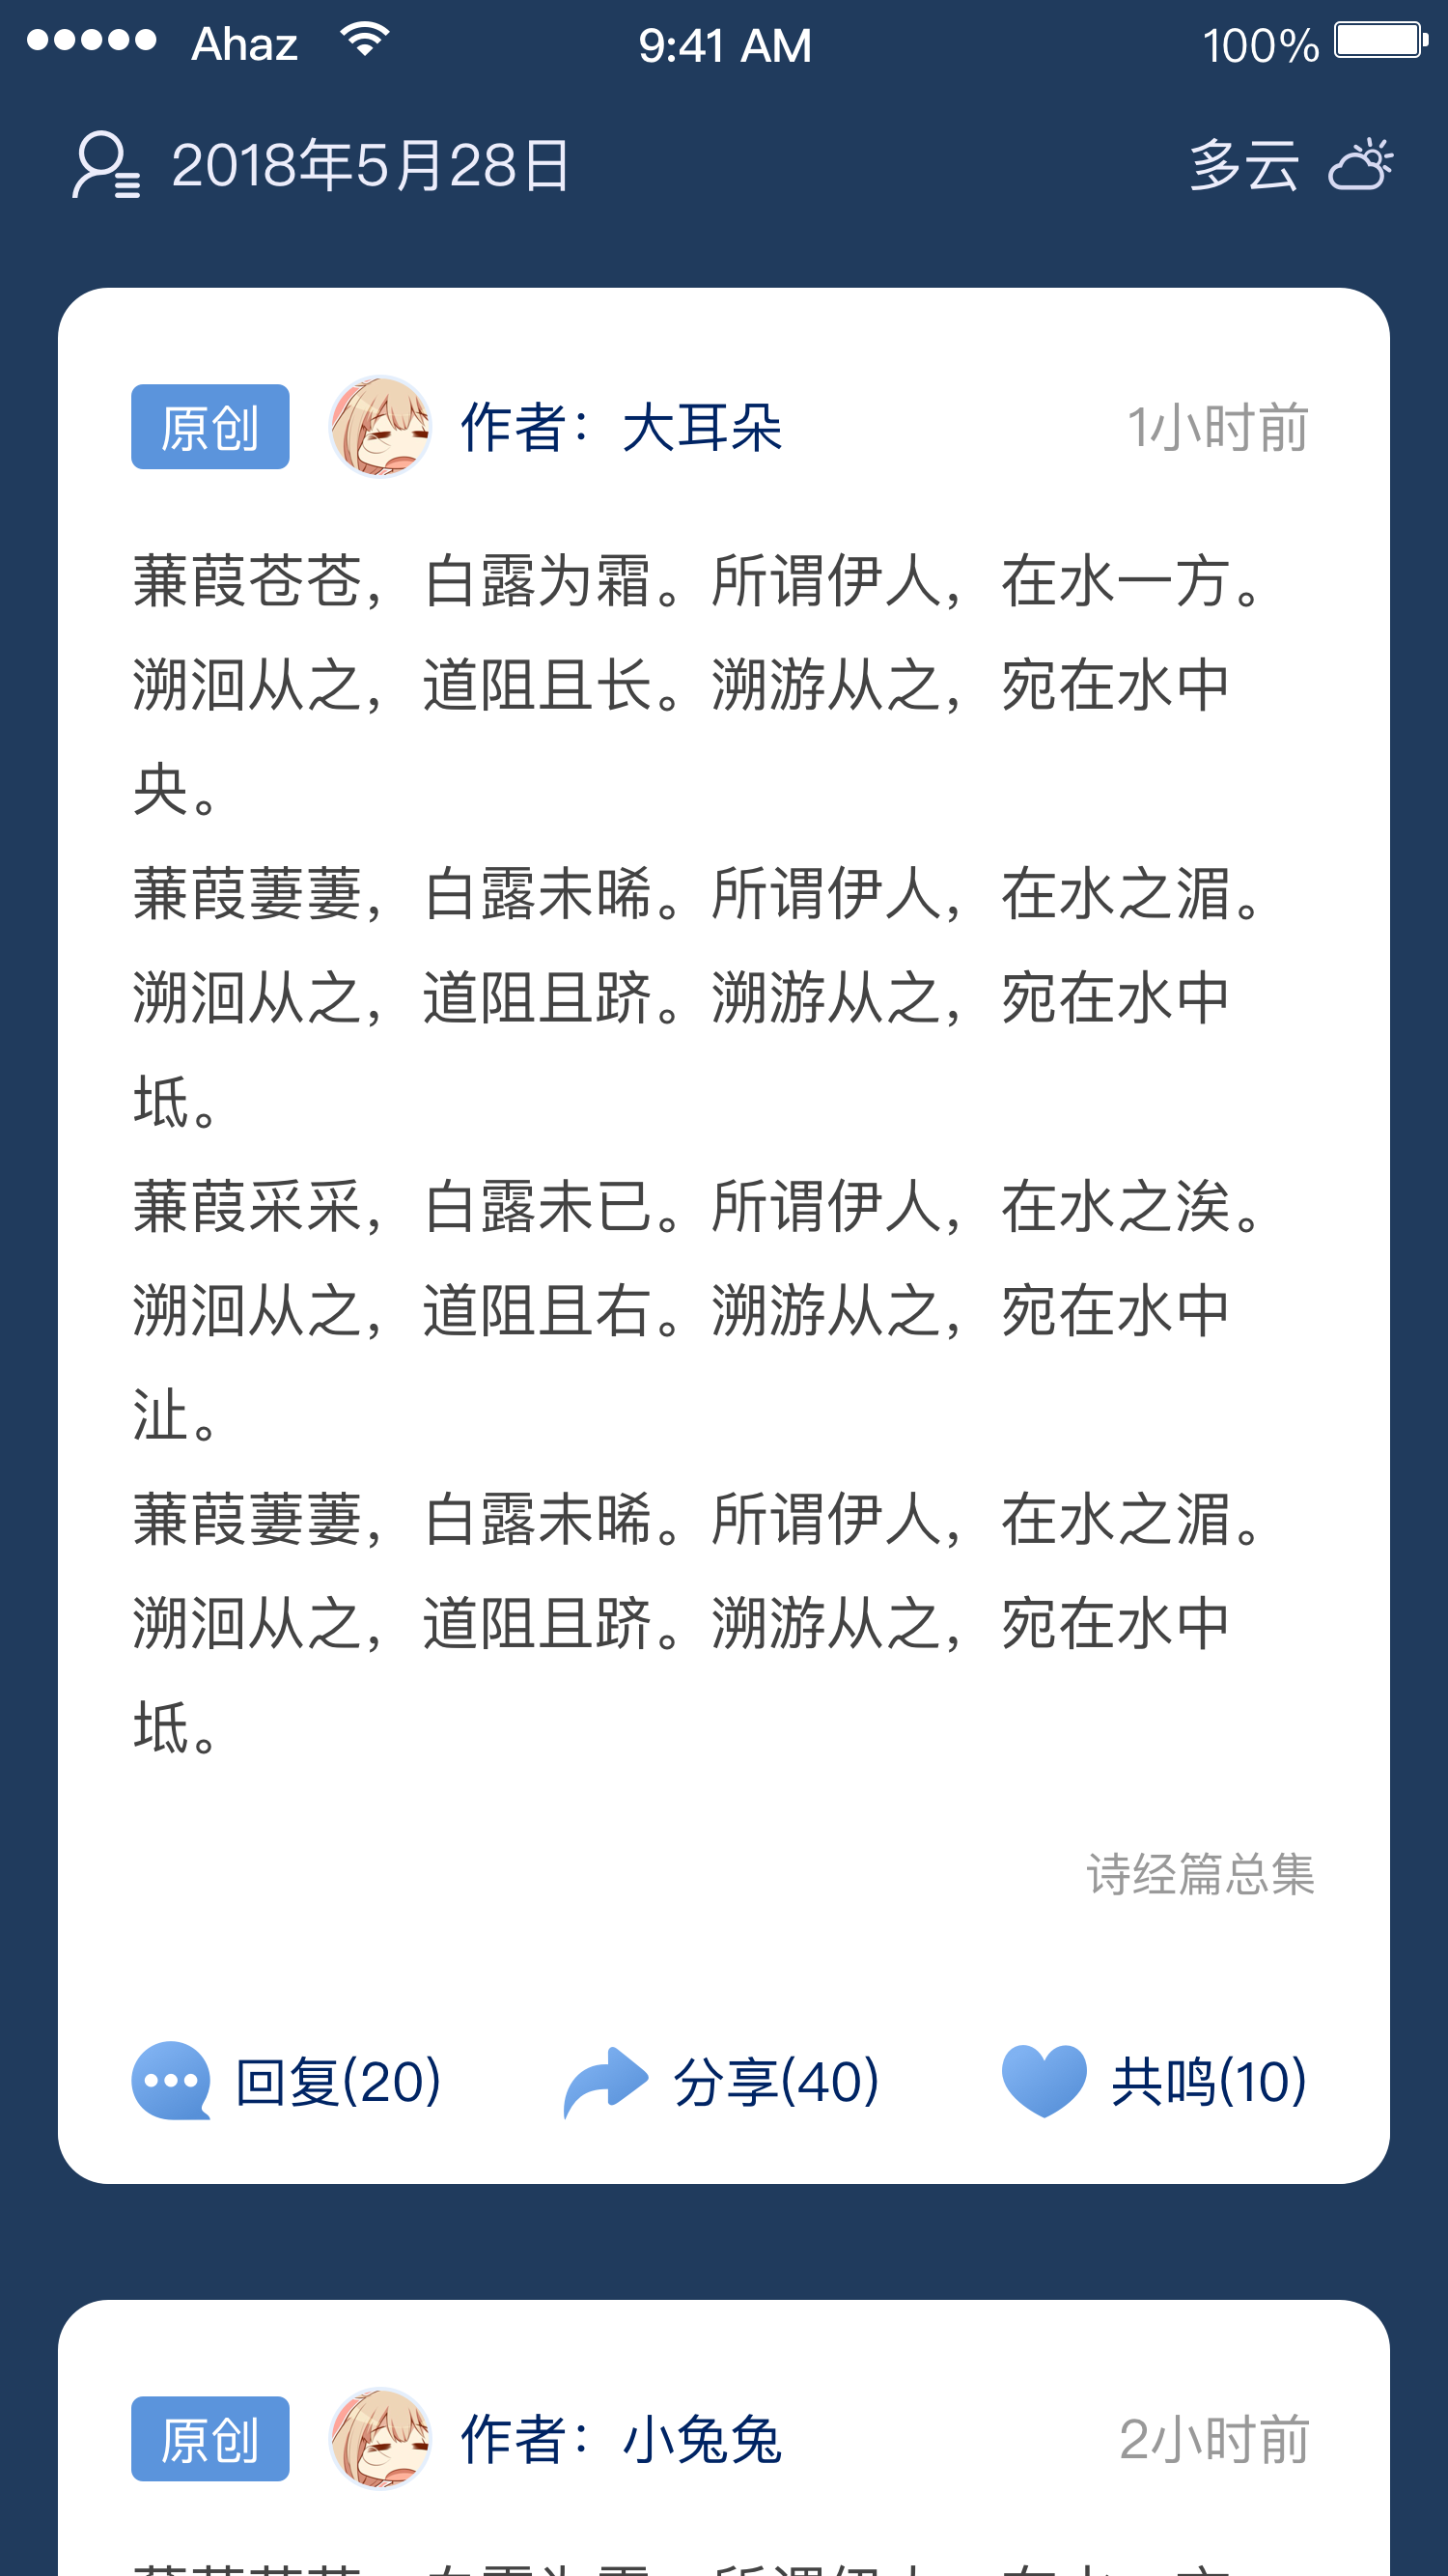 Ahaz 9:41 AM 100%
2018年5月28日 多云
原创 作者：大耳朵 1小时前
蒹葭苍苍，白露为霜。所谓伊人，在水一方。
溯洄从之，道阻且长。溯游从之，宛在水中
央。
蒹葭萋萋，白露未晞。所谓伊人，在水之湄。
溯洄从之，道阻且跻。溯游从之，宛在水中
坻。
蒹葭采采，白露未已。所谓伊人，在水之涘。
溯洄从之，道阻且右。溯游从之，宛在水中
沚。
蒹葭萋萋，白露未晞。所谓伊人，在水之湄。
溯洄从之，道阻且跻。溯游从之，宛在水中
坻。
诗经篇总集
回复(20) 分享(40) 共鸣(10)
原创 作者：小兔兔 2小时前